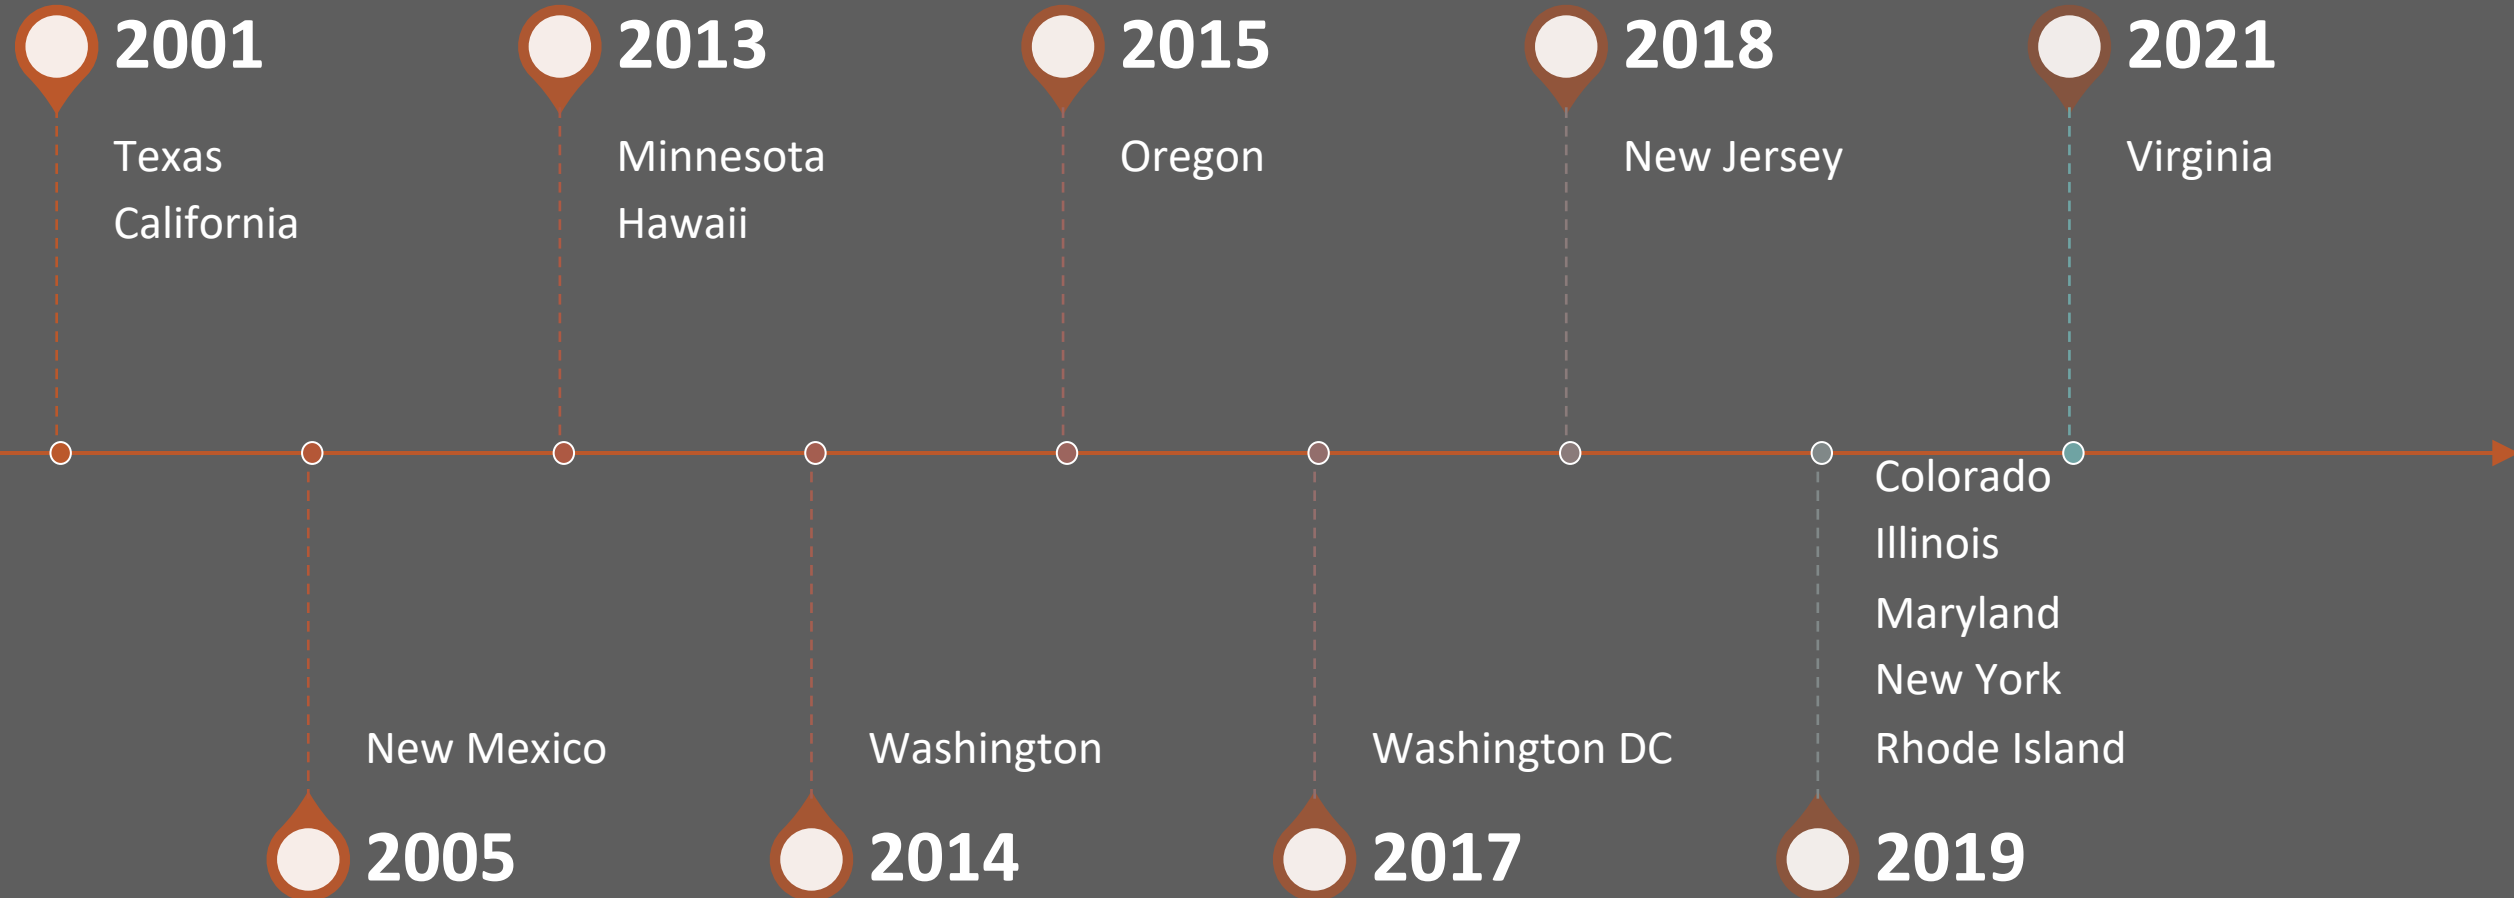 2001
Texas
California
New Mexico
2005
2013
Minnesota
Hawaii
Washington
2014
2015
Oregon
Washington DC
2017
2018
New Jersey
Colorado
Illinois
Maryland
New York
Rhode Island
2019
2021
Virginia